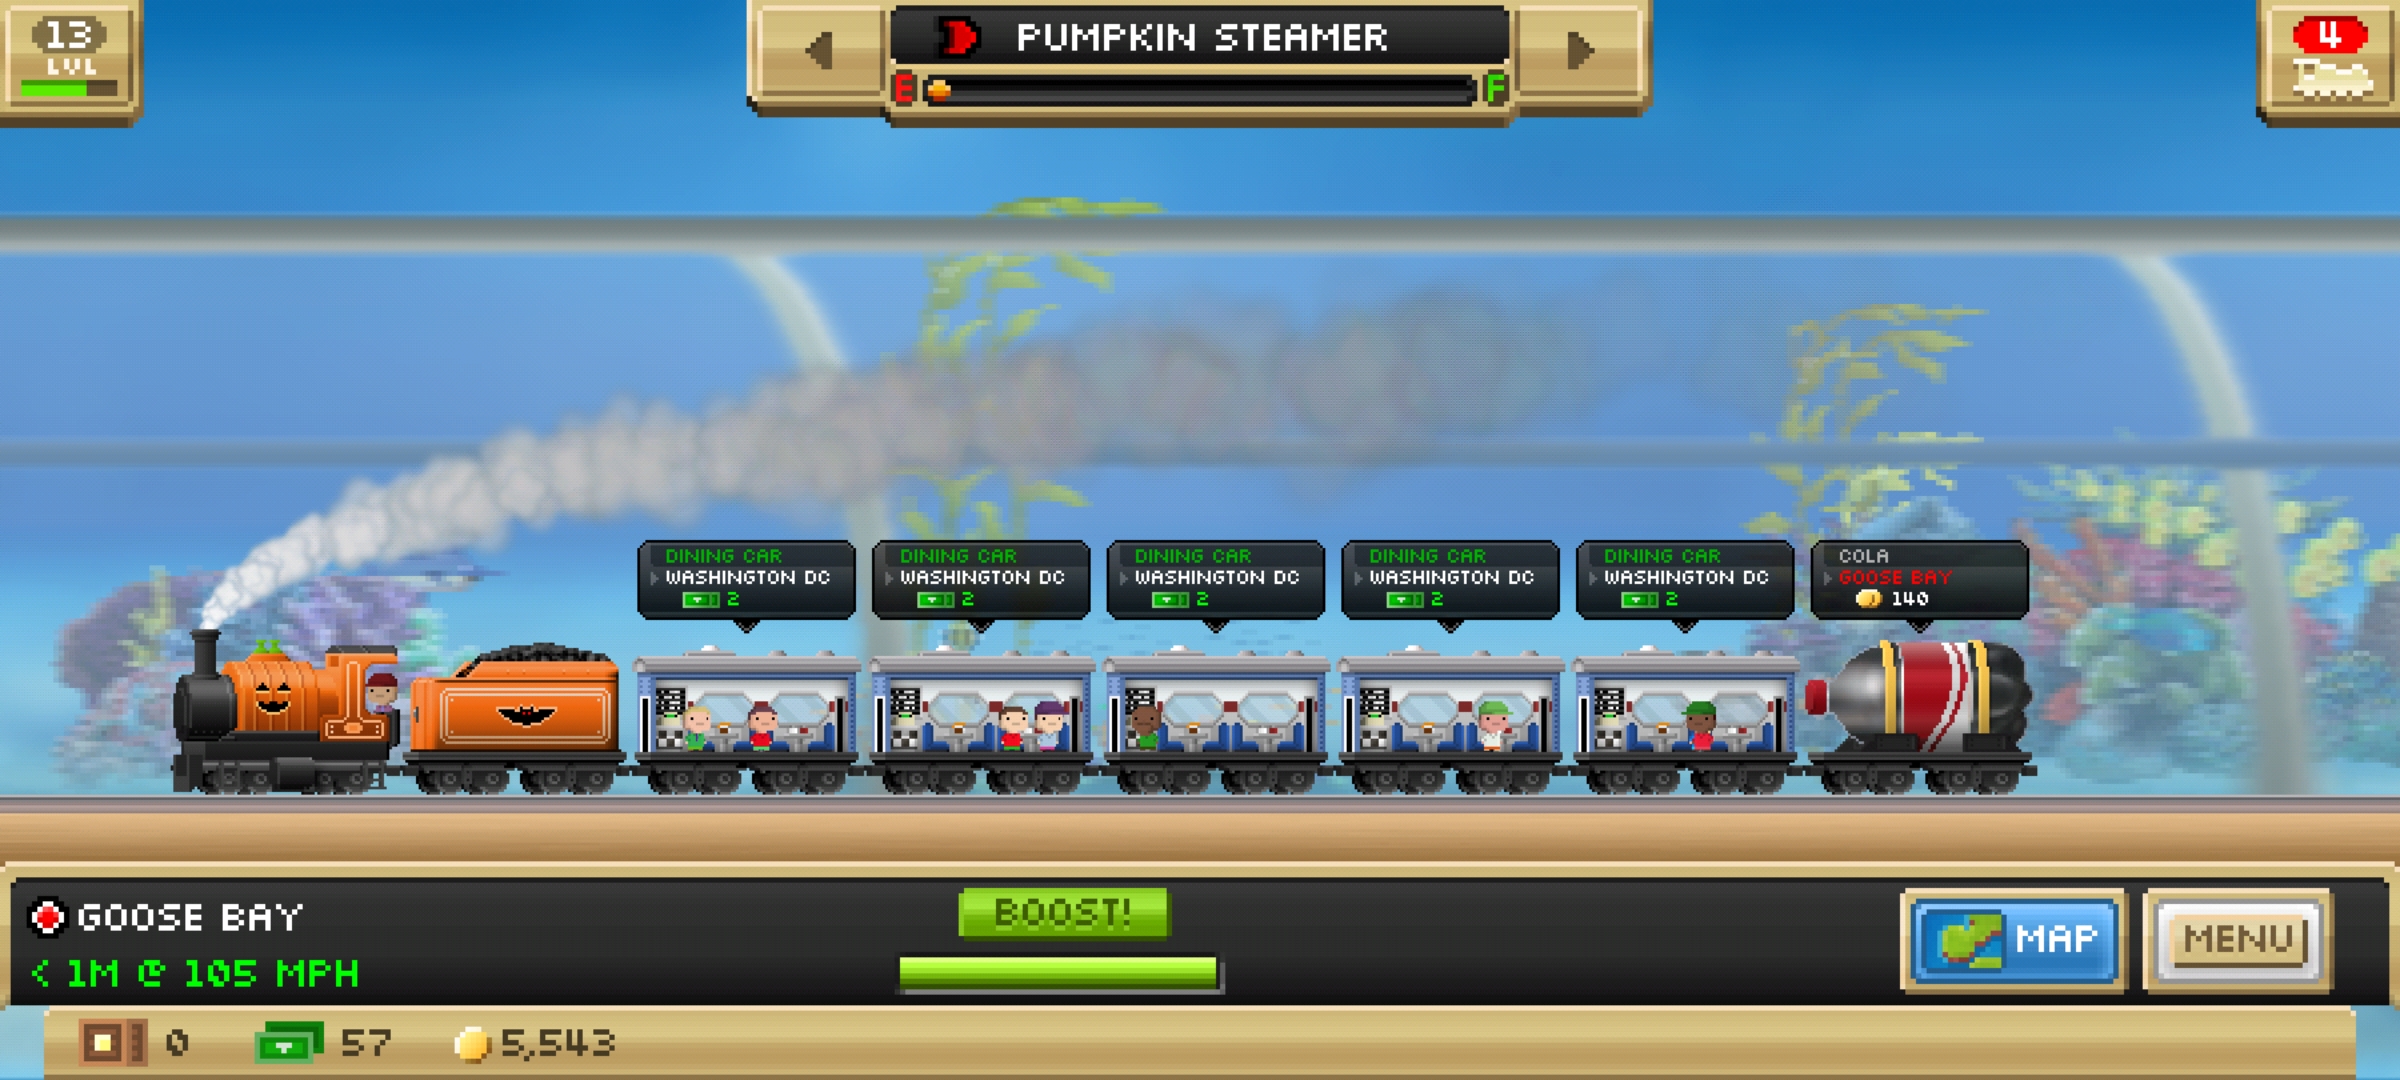 13
LVL
PUMPKIN STEAMER
E F
4
DINING CAR
WASHINGTON DC
2
DINING CAR
WASHINGTON DC
2
DINING CAR
WASHINGTON DC
2
DINING CAR
WASHINGTON DC
2
DINING CAR
WASHINGTON DC
2
COLA
GOOSE BAY
140
GOOSE BAY
< 1M @ 105 MPH
BOOST!
MAP
MENU
0 57 5,543